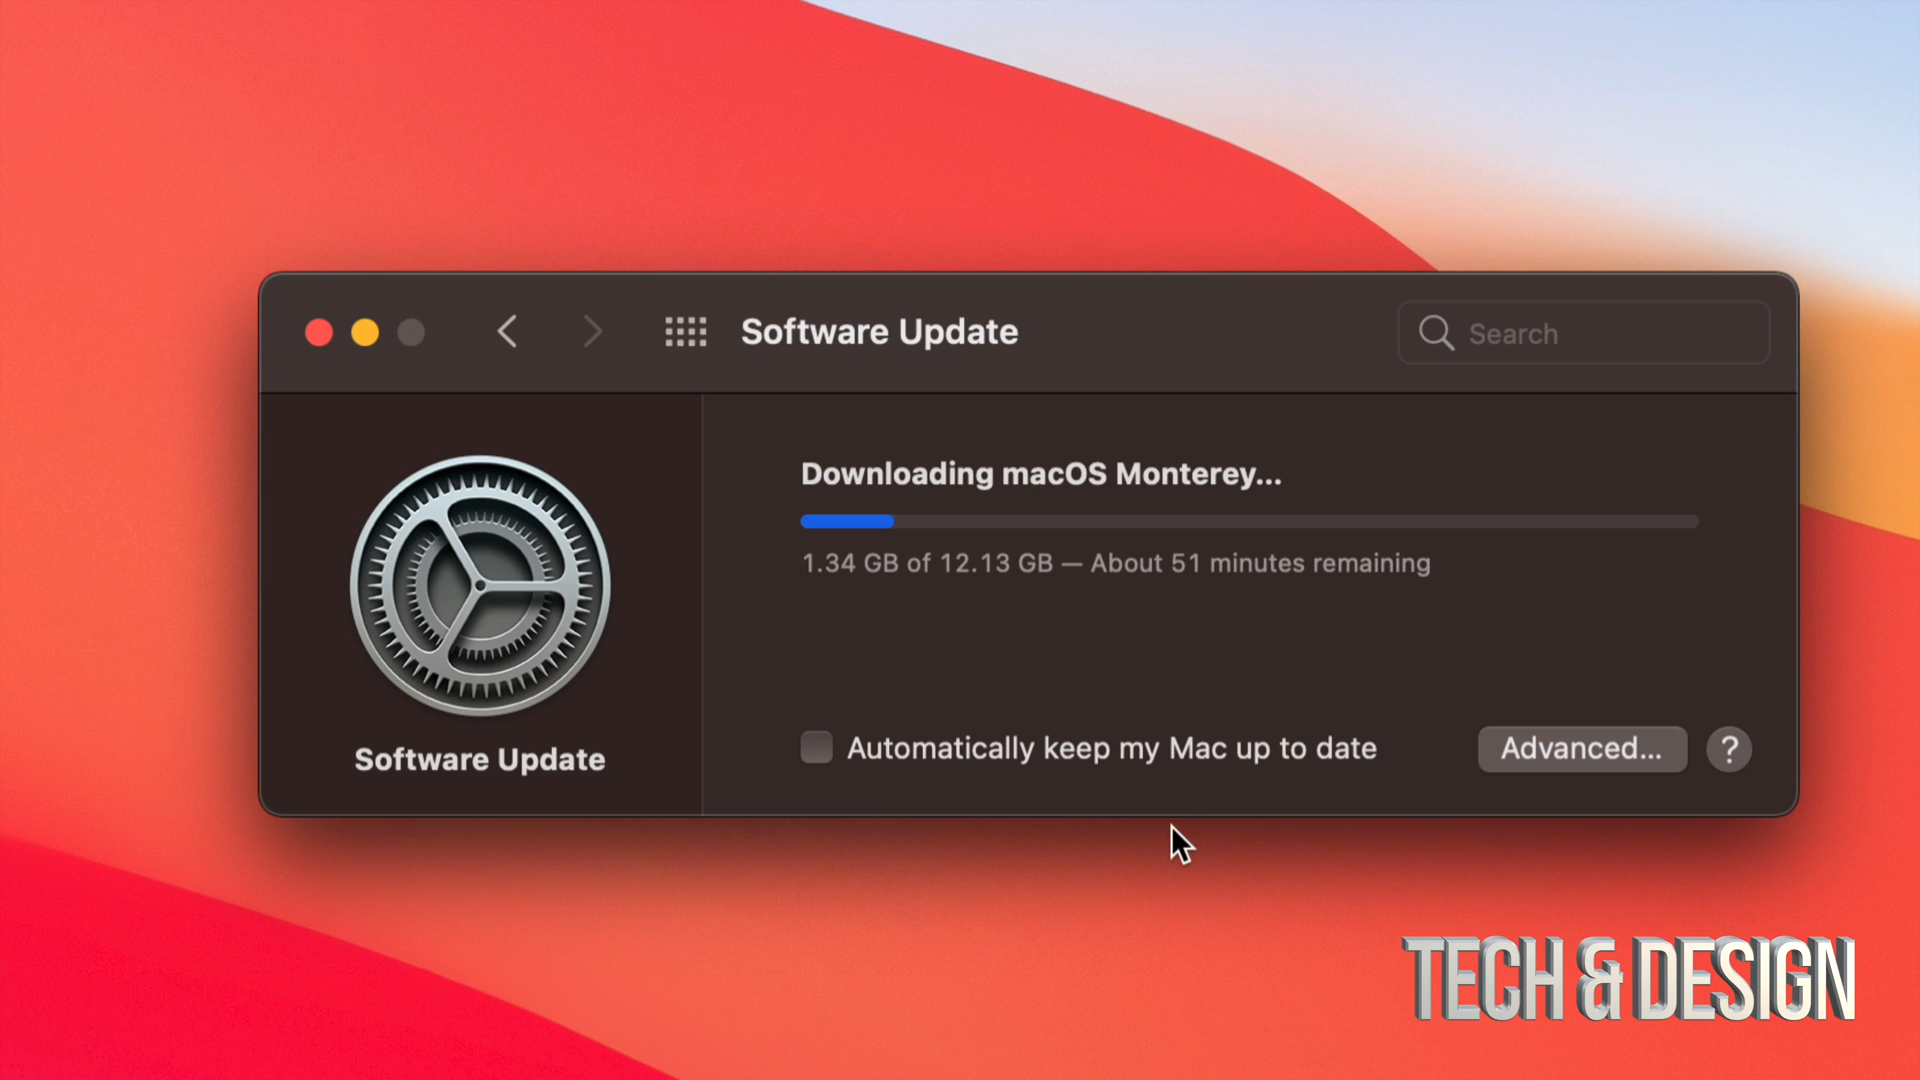 Software Update
Search
Downloading macOS Monterey...
1.34 GB of 12.13 GB — About 51 minutes remaining
Software Update
Automatically keep my Mac up to date
Advanced...
?
TECH & DESIGN